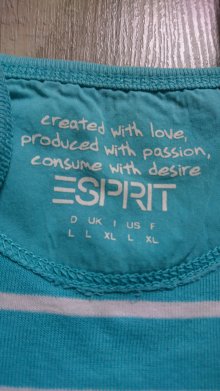 created with love,
produced with passion,
consume with desire
ESPRIT
D UK I US F
L L XL L XL